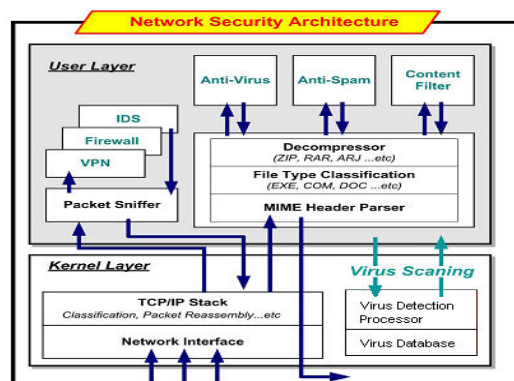 Network Security Architecture
User Layer
Anti-Virus
Anti-Spam
Content
Filter
IDS
Firewall
VPN
Packet Sniffer
Decompressor
(ZIP, RAR, ARJ ...etc)
File Type Classification
(EXE, COM, DOC ...etc)
MIME Header Parser
Kernel Layer
Virus Scaning
TCP/IP Stack
Classification, Packet Reassembly...etc
Network Interface
Virus Detection
Processor
Virus Database